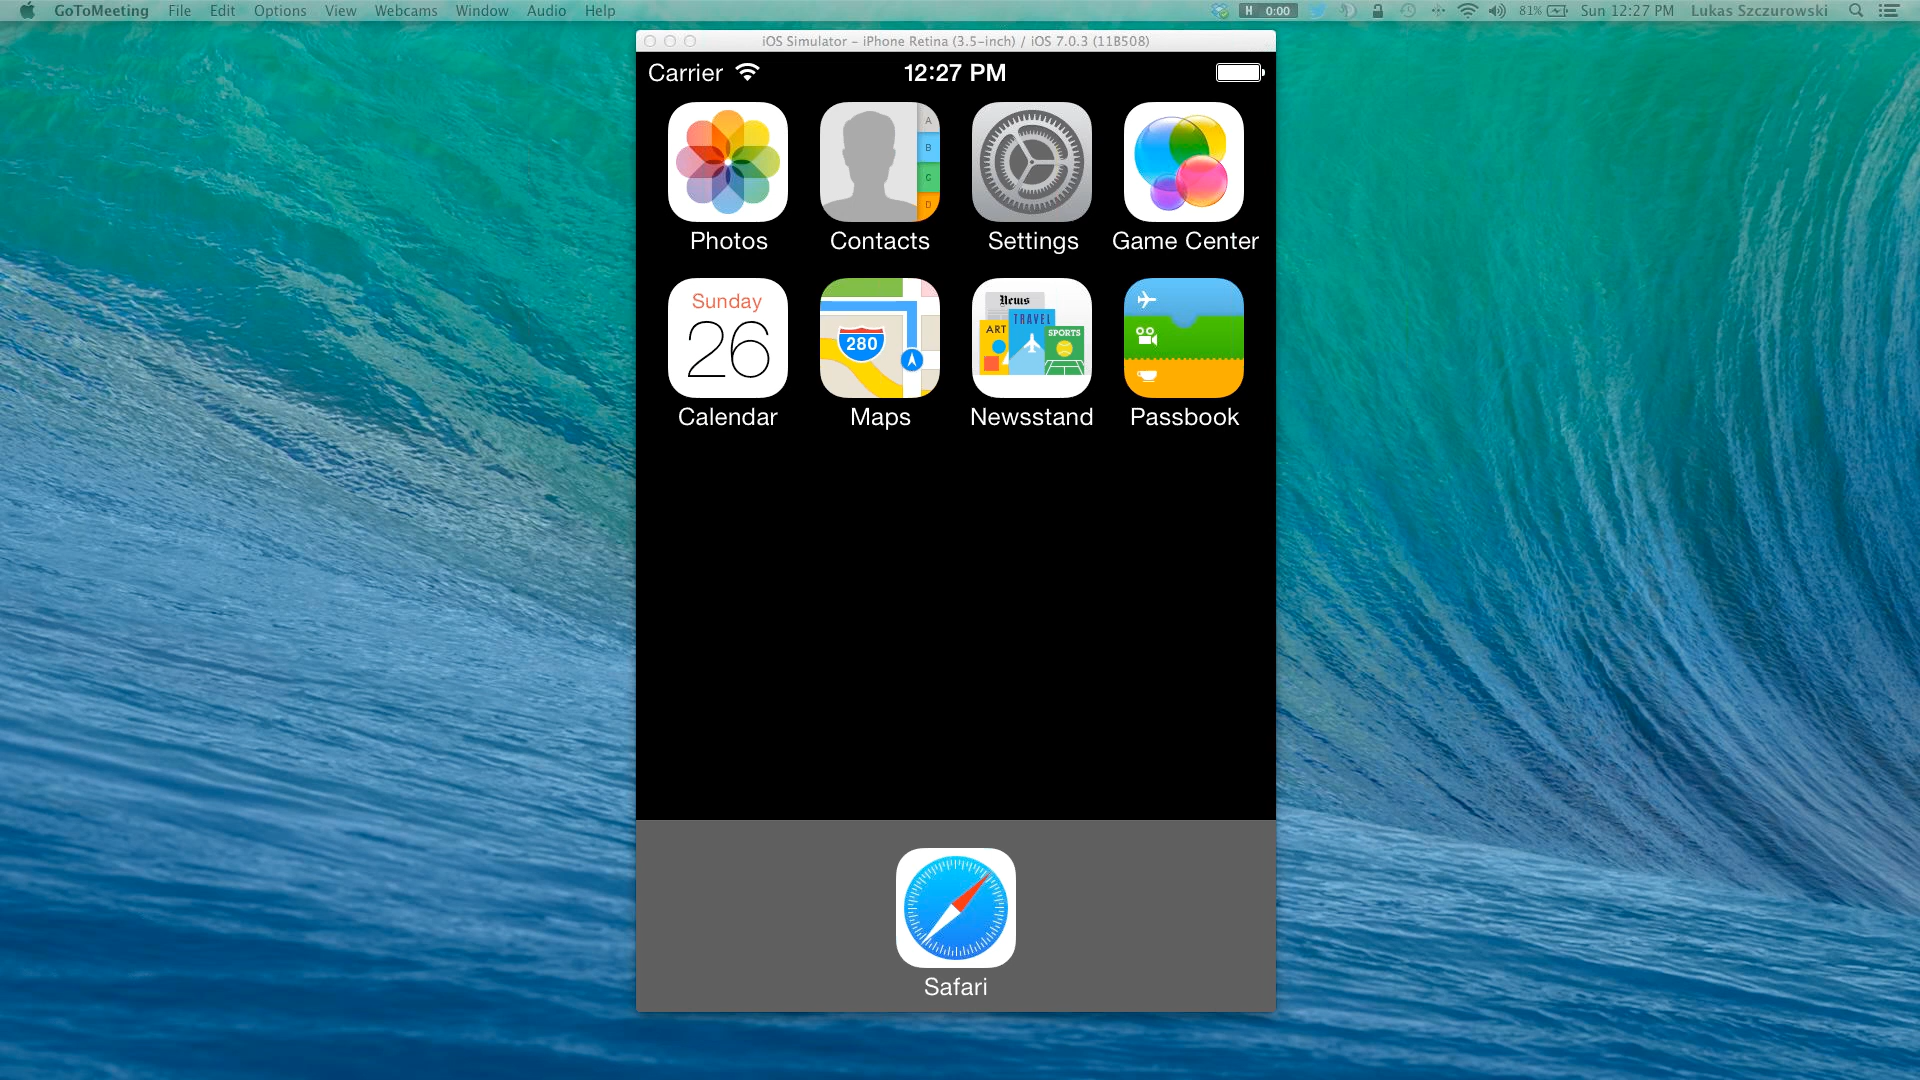 GoToMeeting File Edit Options View Webcams Window Audio Help H 0:00 81% Sun 12:27 PM Lukas Szczurowski
iOS Simulator – iPhone Retina (3.5-inch) / iOS 7.0.3 (11B508)
Carrier 12:27 PM
A
B
C
D
Photos Contacts Settings Game Center
Sunday
26
280
News
TRAVEL
ART
SPORTS
Calendar Maps Newsstand Passbook
Safari